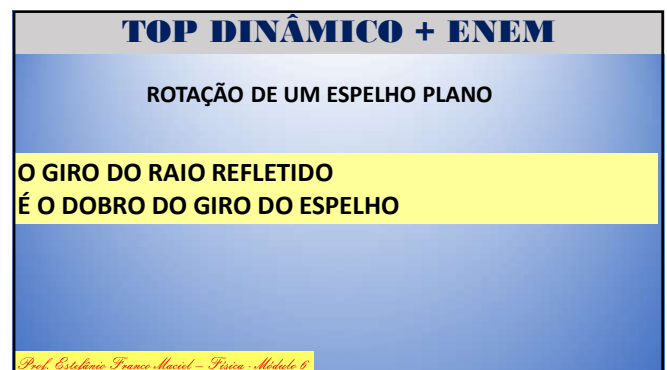 TOP DINÂMICO + ENEM
ROTAÇÃO DE UM ESPELHO PLANO
O GIRO DO RAIO REFLETIDO
É O DOBRO DO GIRO DO ESPELHO
Prof. Estefânio Franco Maciel – Física - Módulo 6